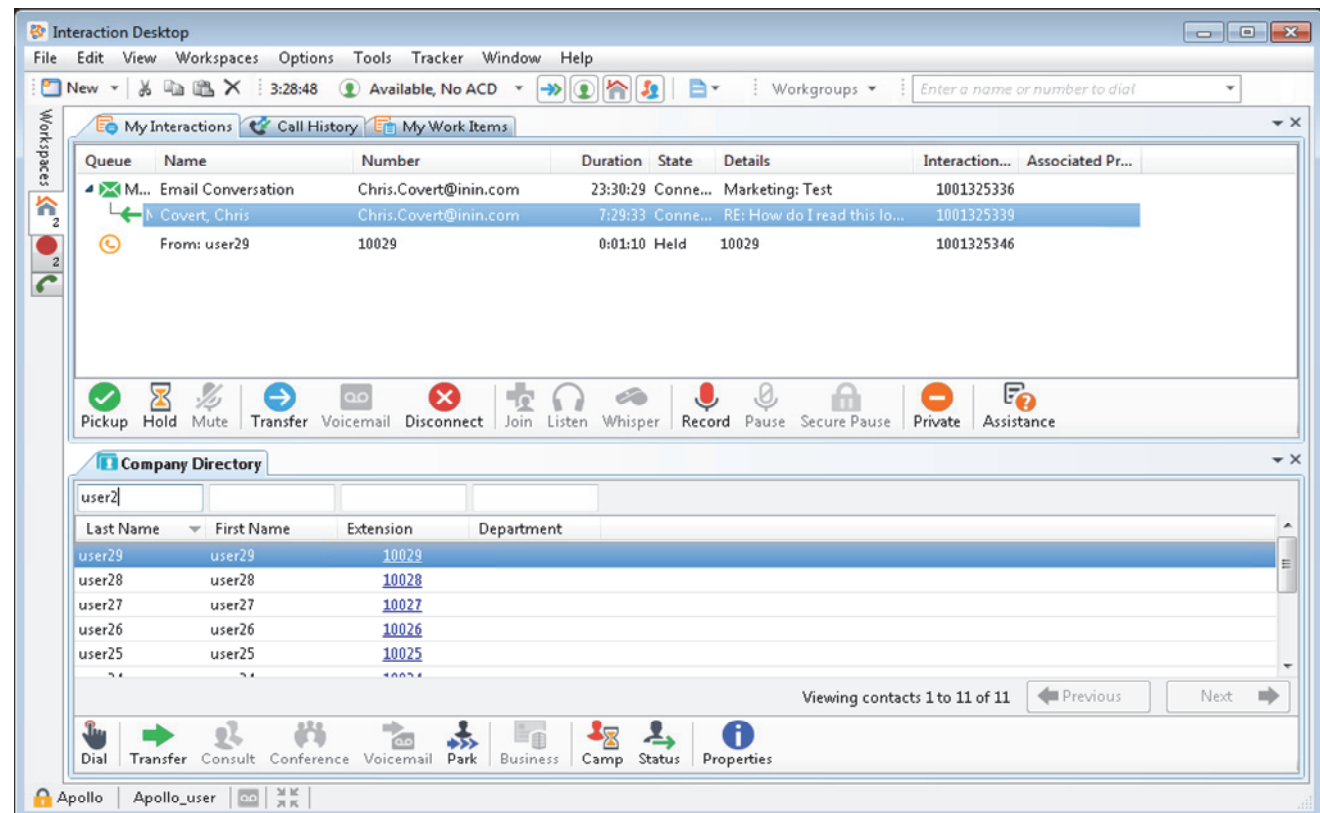 Interaction Desktop
File Edit View Workspaces Options Tools Tracker Window Help
New 3:28:48 Available, No ACD Workgroups Enter a name or number to dial
Workspaces
My Interactions Call History My Work Items
Queue Name Number Duration State Details Interaction... Associated Pr...
M... Email Conversation Chris.Covert@inin.com 23:30:29 Conne... Marketing: Test 1001325336
Covert, Chris Chris.Covert@inin.com 7:29:33 Conne... RE: How do I read this lo... 1001325339
2
From: user29 10029 0:01:10 Held 10029 1001325346
2
Pickup Hold Mute Transfer Voicemail Disconnect Join Listen Whisper Record Pause Secure Pause Private Assistance
Company Directory
user2
Last Name First Name Extension Department
user29 user29 10029
user28 user28 10028
user27 user27 10027
user26 user26 10026
user25 user25 10025
Viewing contacts 1 to 11 of 11 Previous Next
Dial Transfer Consult Conference Voicemail Park Business Camp Status Properties
Apollo Apollo_user